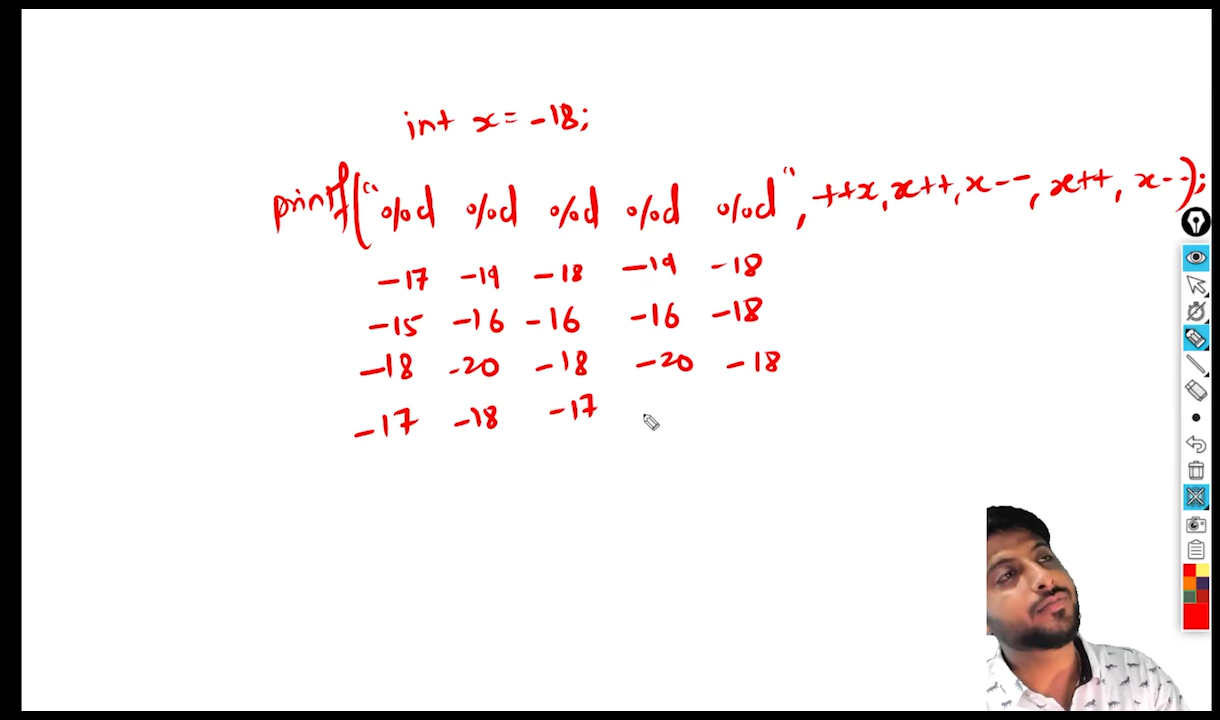 int x = -18;
printf("%d %d %d %d %d", ++x, x++, x--, x++, x--);
-17 -19 -18 -19 -18
-15 -16 -16 -16 -18
-18 -20 -18 -20 -18
-17 -18 -17